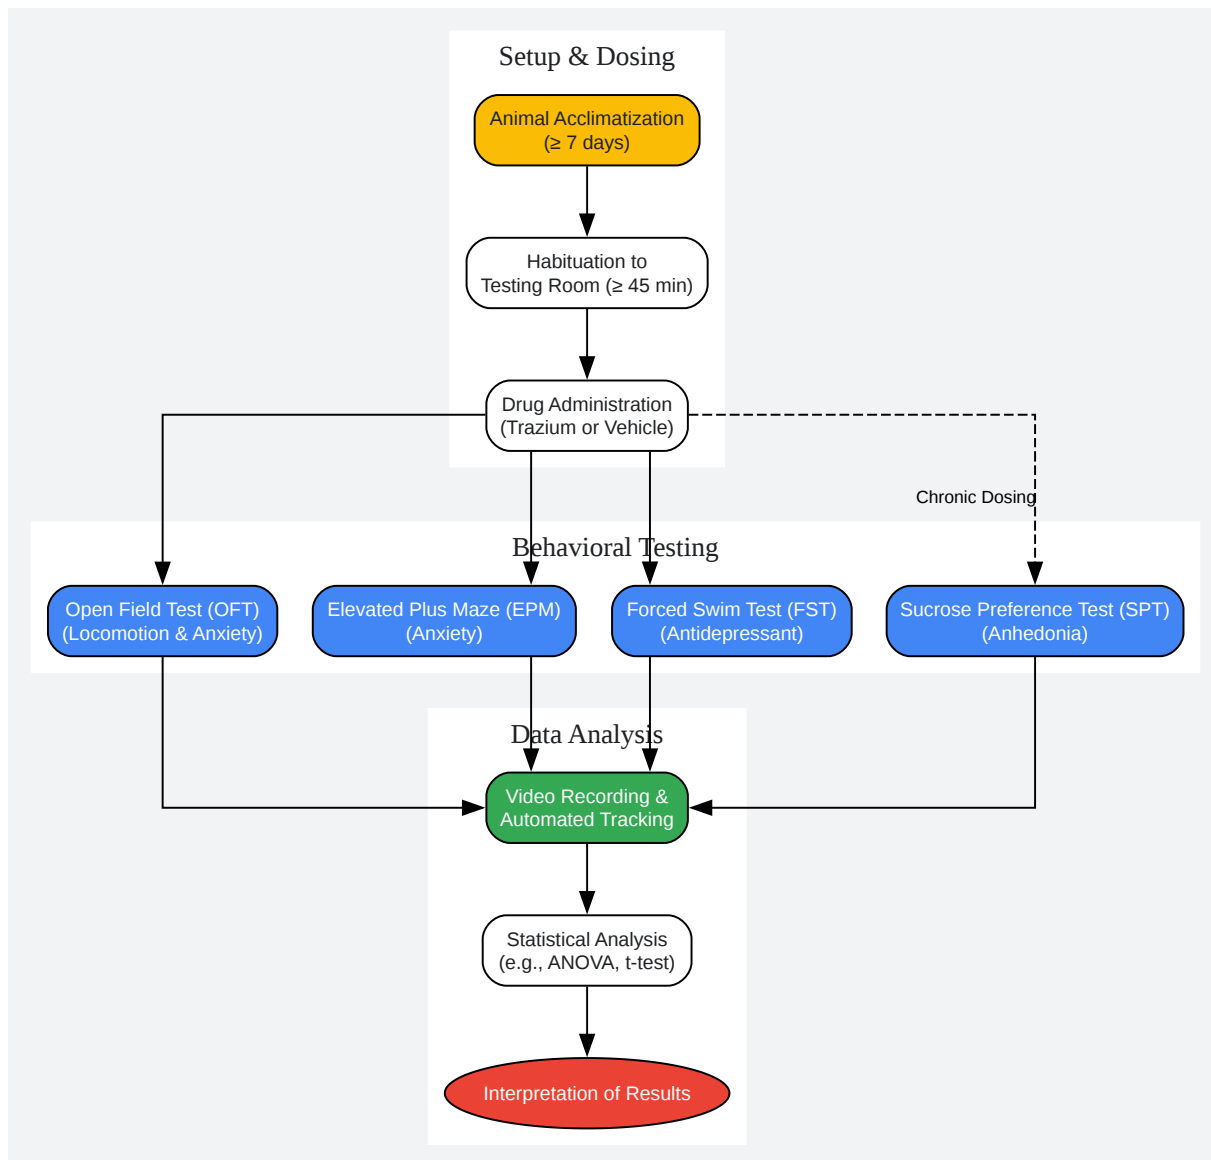 Setup & Dosing
Animal Acclimatization
(≥ 7 days)
Habituation to
Testing Room (≥ 45 min)
Drug Administration
(Trazium or Vehicle)
Chronic Dosing
Behavioral Testing
Open Field Test (OFT)
(Locomotion & Anxiety)
Elevated Plus Maze (EPM)
(Anxiety)
Forced Swim Test (FST)
(Antidepressant)
Sucrose Preference Test (SPT)
(Anhedonia)
Data Analysis
Video Recording &
Automated Tracking
Statistical Analysis
(e.g., ANOVA, t-test)
Interpretation of Results